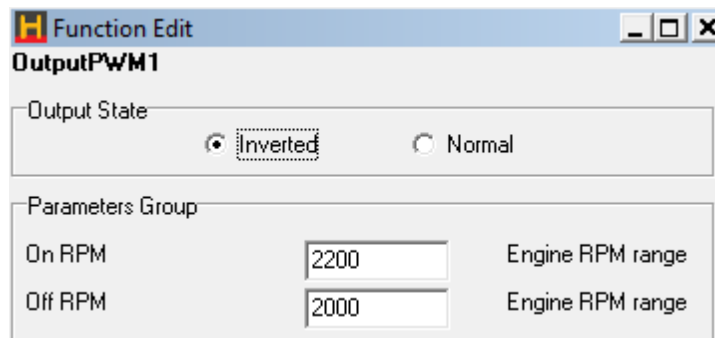 H Function Edit
OutputPWM1
Output State
Inverted Normal
Parameters Group
On RPM 2200 Engine RPM range
Off RPM 2000 Engine RPM range